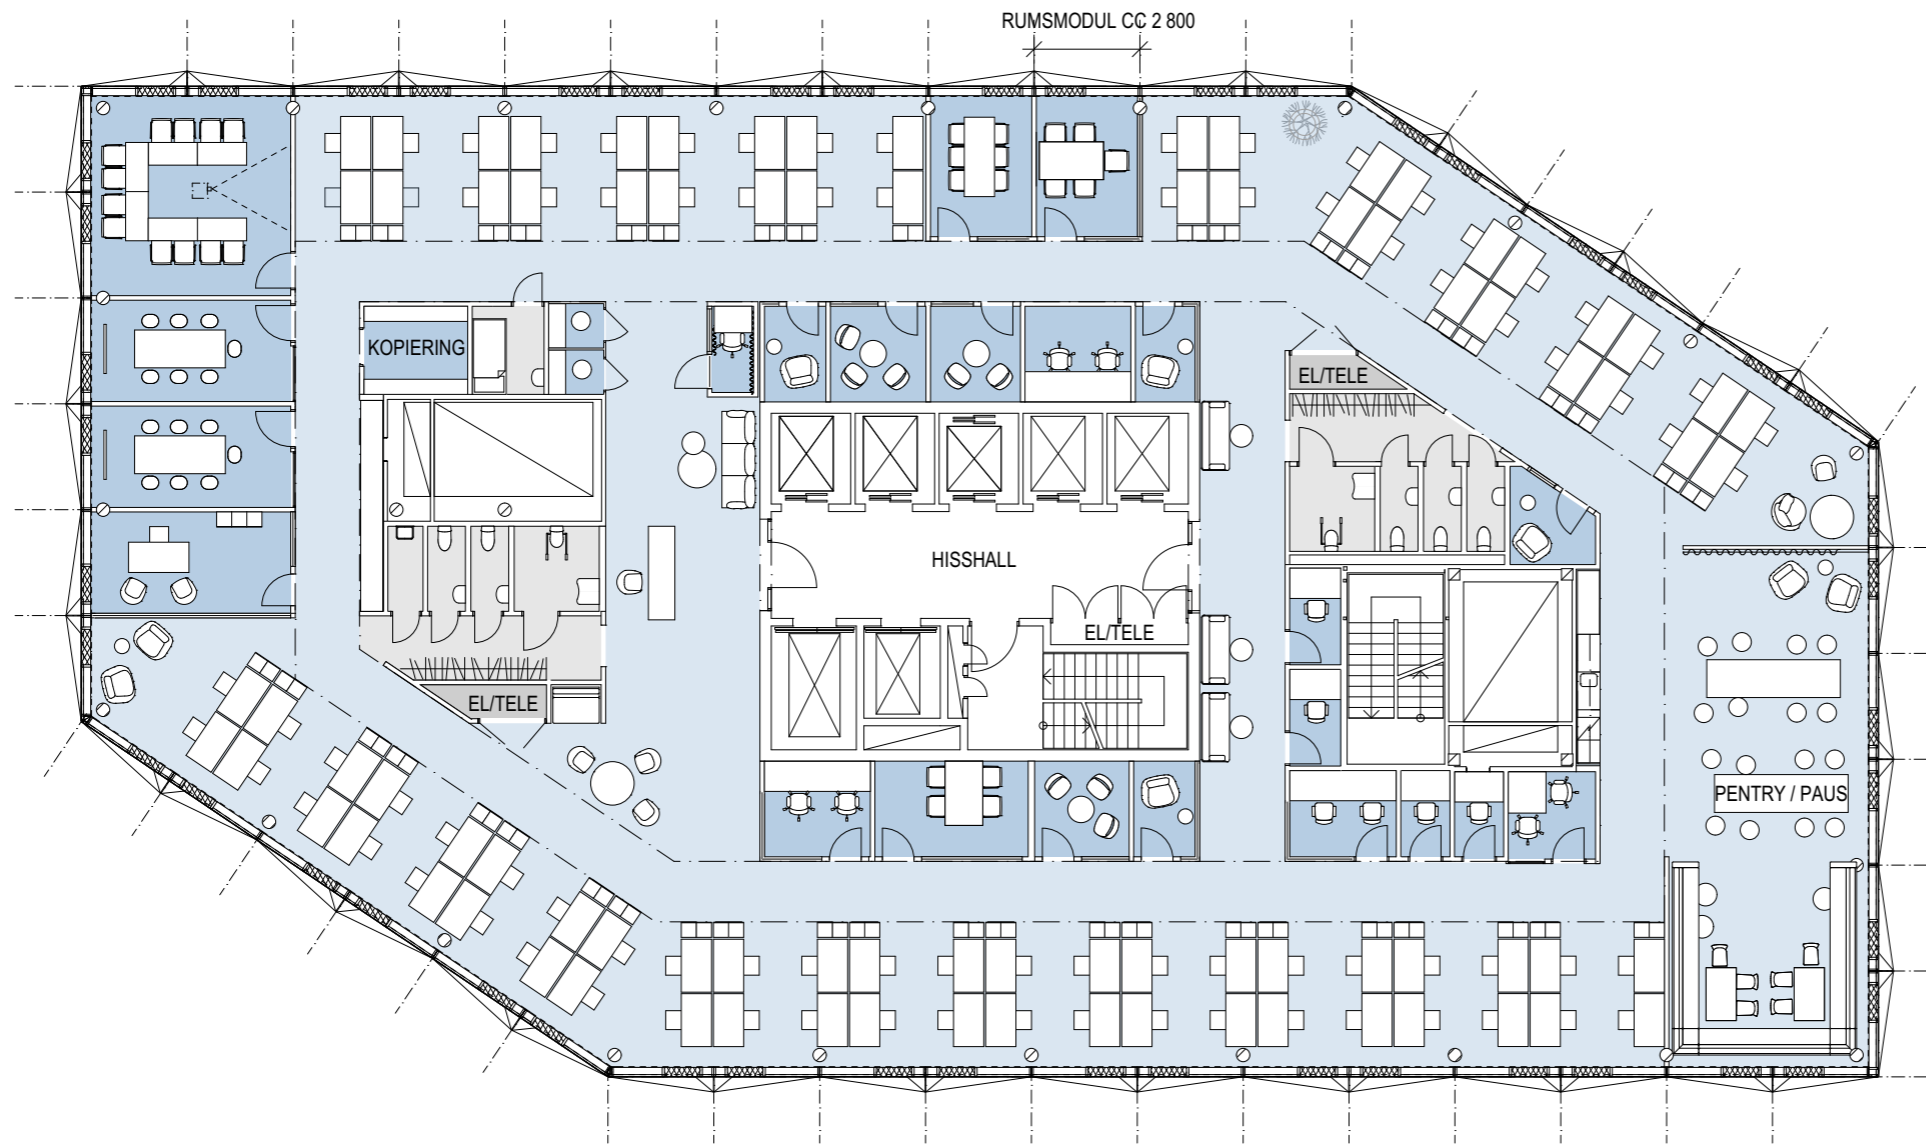 RUMSMODUL CC 2 800
KOPIERING
EL/TELE
HISSHALL
EL/TELE
EL/TELE
PENTRY / PAUS